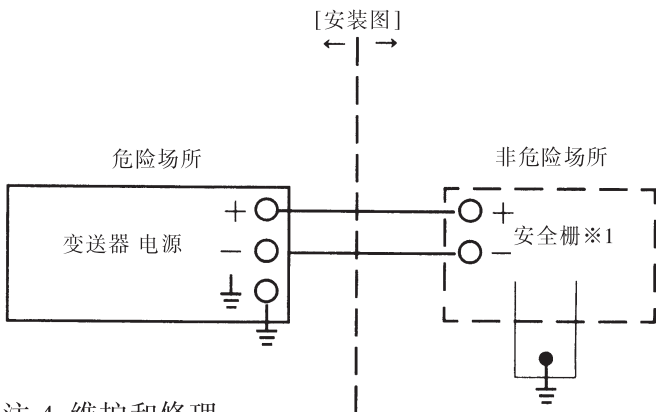 [安装图]
← →
危险场所
非危险场所
+
+
变送器 电源
安全栅※1
−
−
注 4 维护和修理